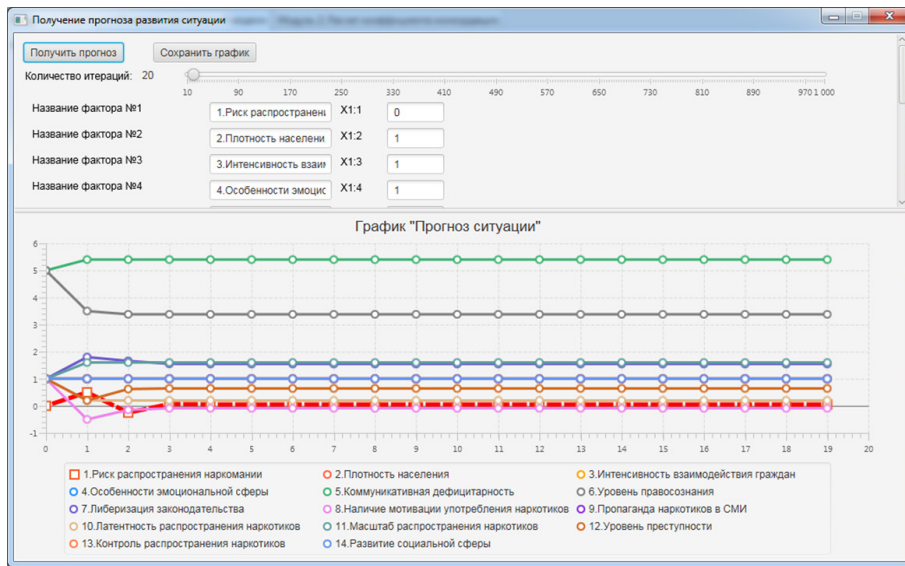 Получение прогноза развития ситуации
Получить прогноз Сохранить график
Количество итераций: 20
10 90 170 250 330 410 490 570 650 730 810 890 970 1 000
Название фактора №1 1.Риск распространени X1:1 0
Название фактора №2 2.Плотность населени X1:2 1
Название фактора №3 3.Интенсивность взаим X1:3 1
Название фактора №4 4.Особенности эмоцис X1:4 1
График "Прогноз ситуации"
6
5
4
3
2
1
0
-1
0 1 2 3 4 5 6 7 8 9 10 11 12 13 14 15 16 17 18 19 20
1.Риск распространения наркомании 2.Плотность населения 3.Интенсивность взаимодействия граждан
4.Особенности эмоциональной сферы 5.Коммуникативная дефицитарность 6.Уровень правосознания
7.Либеризация законодательства 8.Наличие мотивации употребления наркотиков 9.Пропаганда наркотиков в СМИ
10.Латентность распространения наркотиков 11.Масштаб распространения наркотиков 12.Уровень преступности
13.Контроль распространения наркотиков 14.Развитие социальной сферы